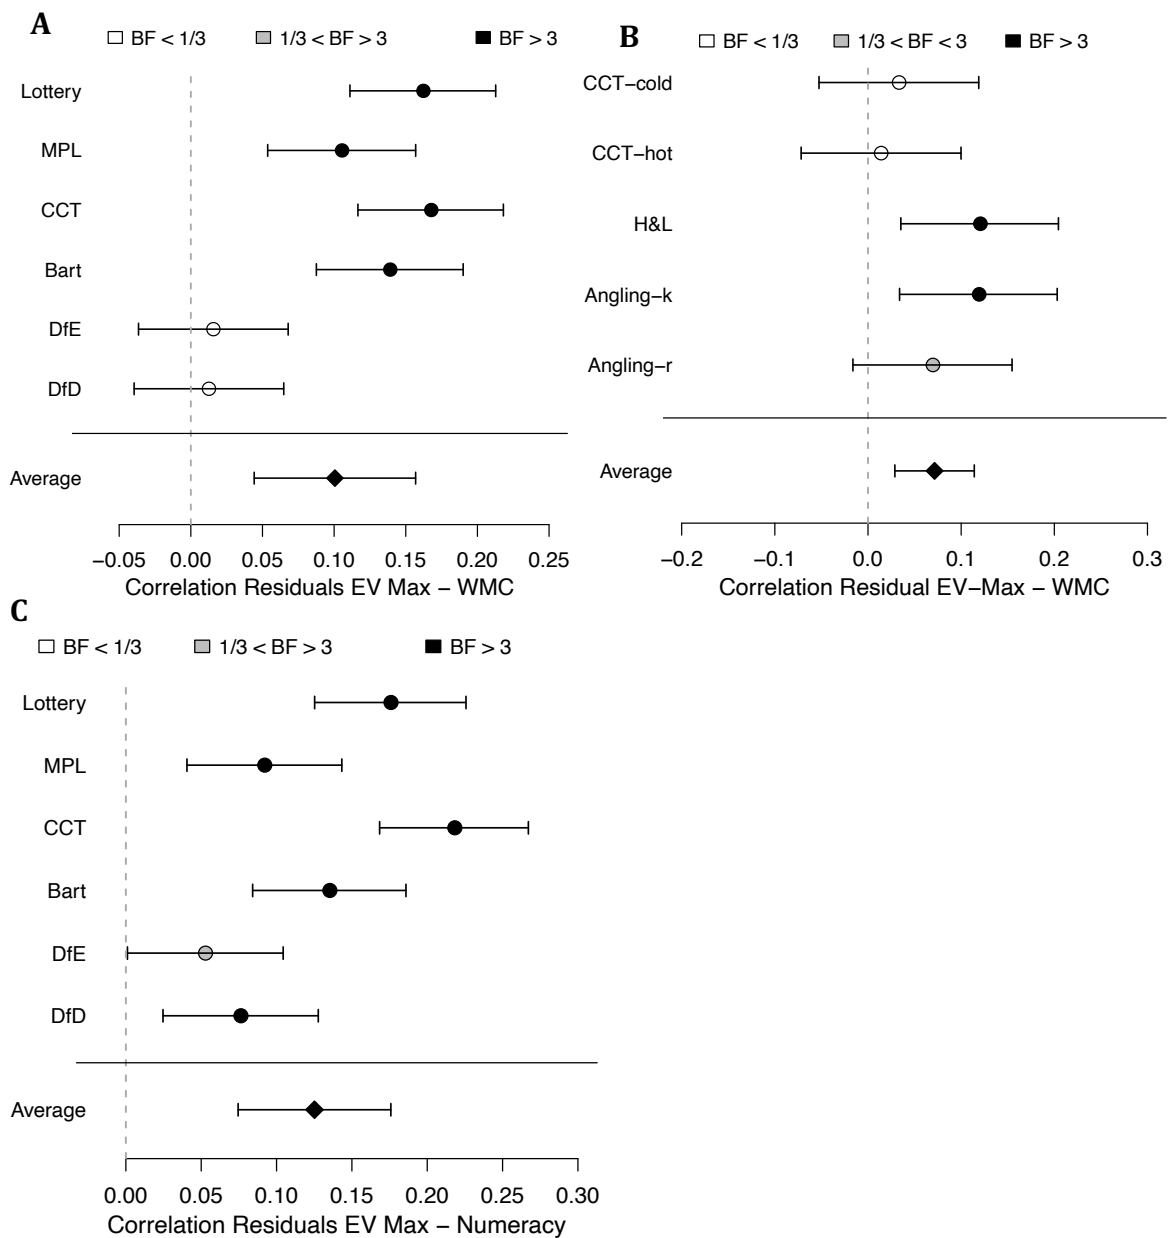 A
BF < 1/3 1/3 < BF > 3 BF > 3
Lottery
MPL
CCT
Bart
DfE
DfD
Average
−0.05 0.00 0.05 0.10 0.15 0.20 0.25
Correlation Residuals EV Max − WMC
B
BF < 1/3 1/3 < BF < 3 BF > 3
CCT−cold
CCT−hot
H&L
Angling−k
Angling−r
Average
−0.2 −0.1 0.0 0.1 0.2 0.3
Correlation Residual EV−Max − WMC
C
BF < 1/3 1/3 < BF > 3 BF > 3
Lottery
MPL
CCT
Bart
DfE
DfD
Average
0.00 0.05 0.10 0.15 0.20 0.25 0.30
Correlation Residuals EV Max − Numeracy